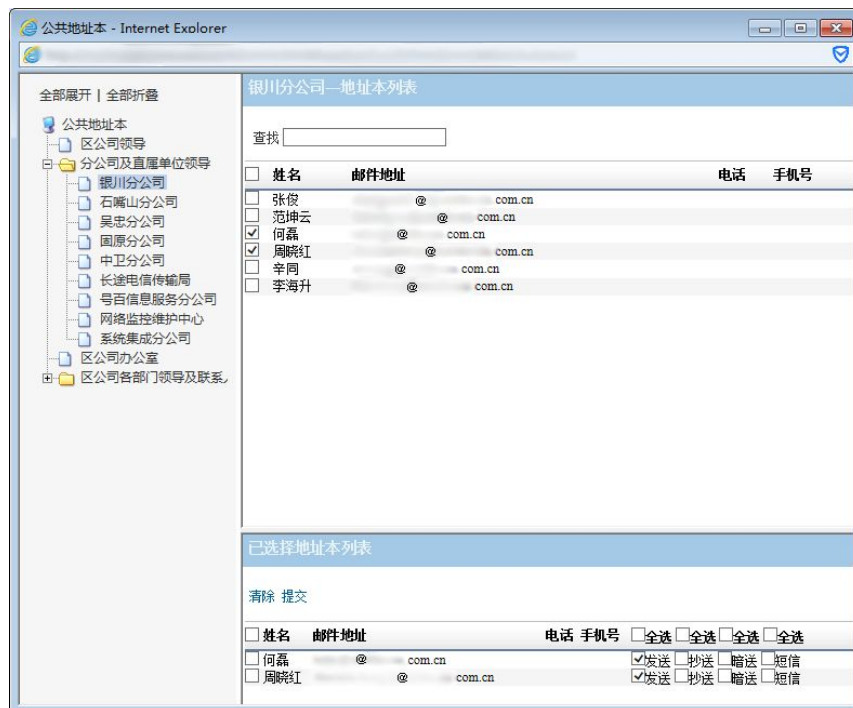 公共地址本 - Internet Explorer
全部展开 | 全部折叠
公共地址本
区公司领导
分公司及直属单位领导
银川分公司
石嘴山分公司
吴忠分公司
固原分公司
中卫分公司
长途电信传输局
号百信息服务分公司
网络监控维护中心
系统集成分公司
区公司办公室
区公司各部门领导及联系
银川分公司—地址本列表
查找
姓名 邮件地址 电话 手机号
张俊 @ com.cn
范坤云 @ com.cn
何磊 @ com.cn
周晓红 @ com.cn
辛同 @ com.cn
李海升 @ com.cn
已选择地址本列表
清除 提交
姓名 邮件地址 电话 手机号 全选 全选 全选 全选
何磊 @ com.cn 发送 抄送 暗送 短信
周晓红 @ com.cn 发送 抄送 暗送 短信